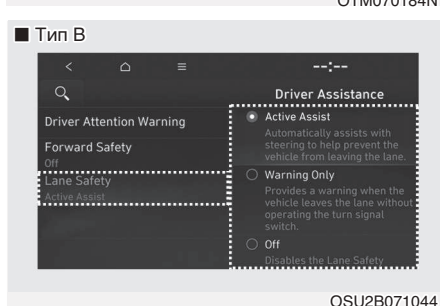 OTM070184N
■ Тип B
--:--
Driver Assistance
Driver Attention Warning
Forward Safety
Off
Lane Safety
Active Assist
Active Assist
Automatically assists with
steering to help prevent the
vehicle from leaving the lane.
Warning Only
Provides a warning when the
vehicle leaves the lane without
operating the turn signal
switch.
Off
Disables the Lane Safety
OSU2B071044